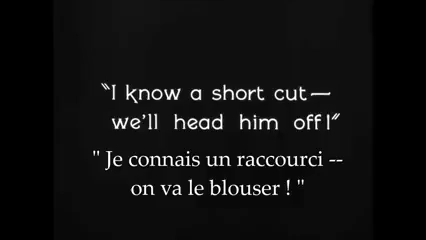 "I know a short cut—
we'll head him off!"
" Je connais un raccourci --
on va le blouser ! "